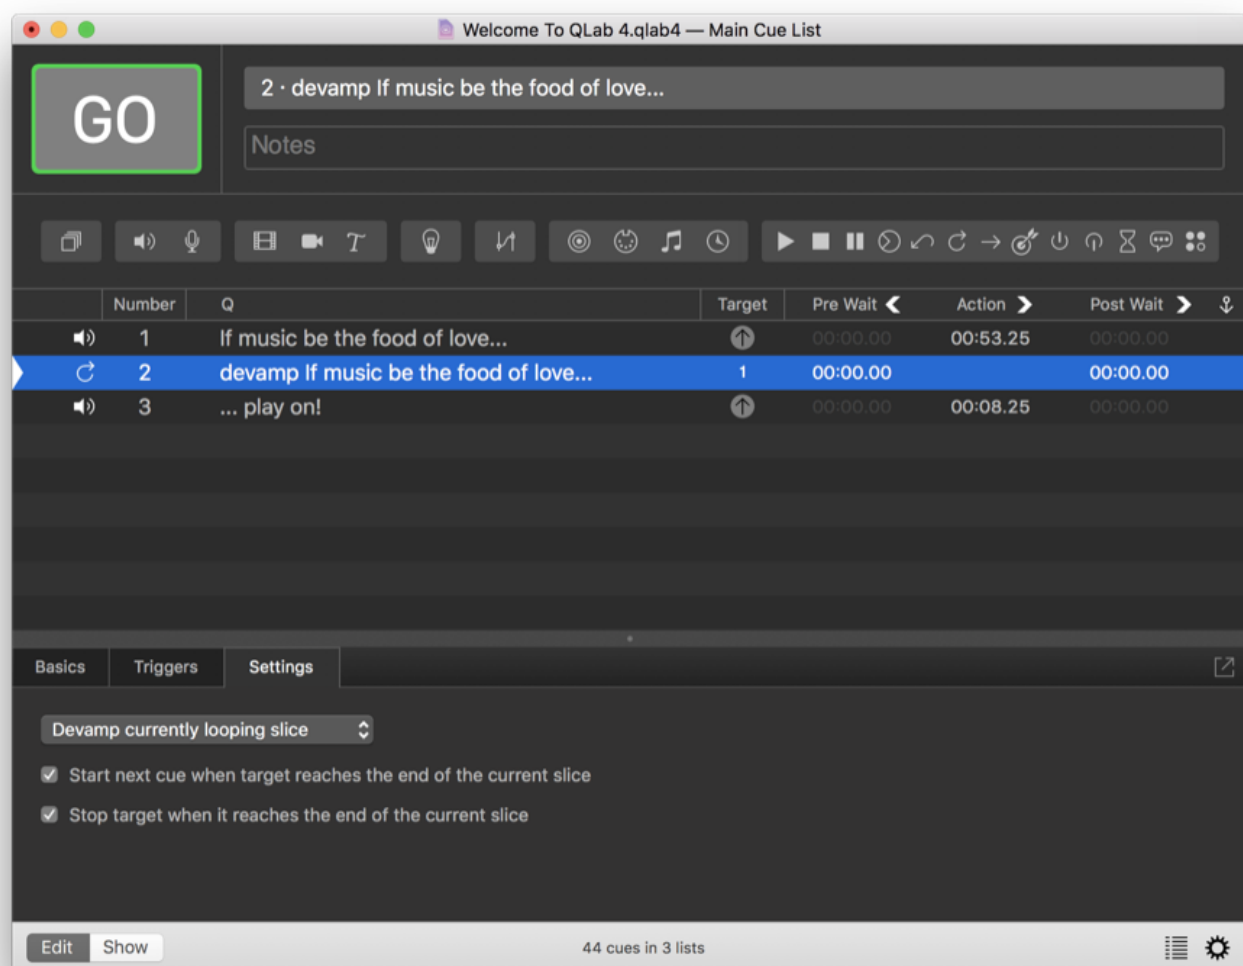 Welcome To QLab 4.qlab4 — Main Cue List
GO
2 · devamp If music be the food of love...
Notes
Number Q Target Pre Wait Action Post Wait
1 If music be the food of love... 00:00.00 00:53.25 00:00.00
2 devamp If music be the food of love... 1 00:00.00 00:00.00
3 ... play on! 00:00.00 00:08.25 00:00.00
Basics Triggers Settings
Devamp currently looping slice
Start next cue when target reaches the end of the current slice
Stop target when it reaches the end of the current slice
Edit Show 44 cues in 3 lists